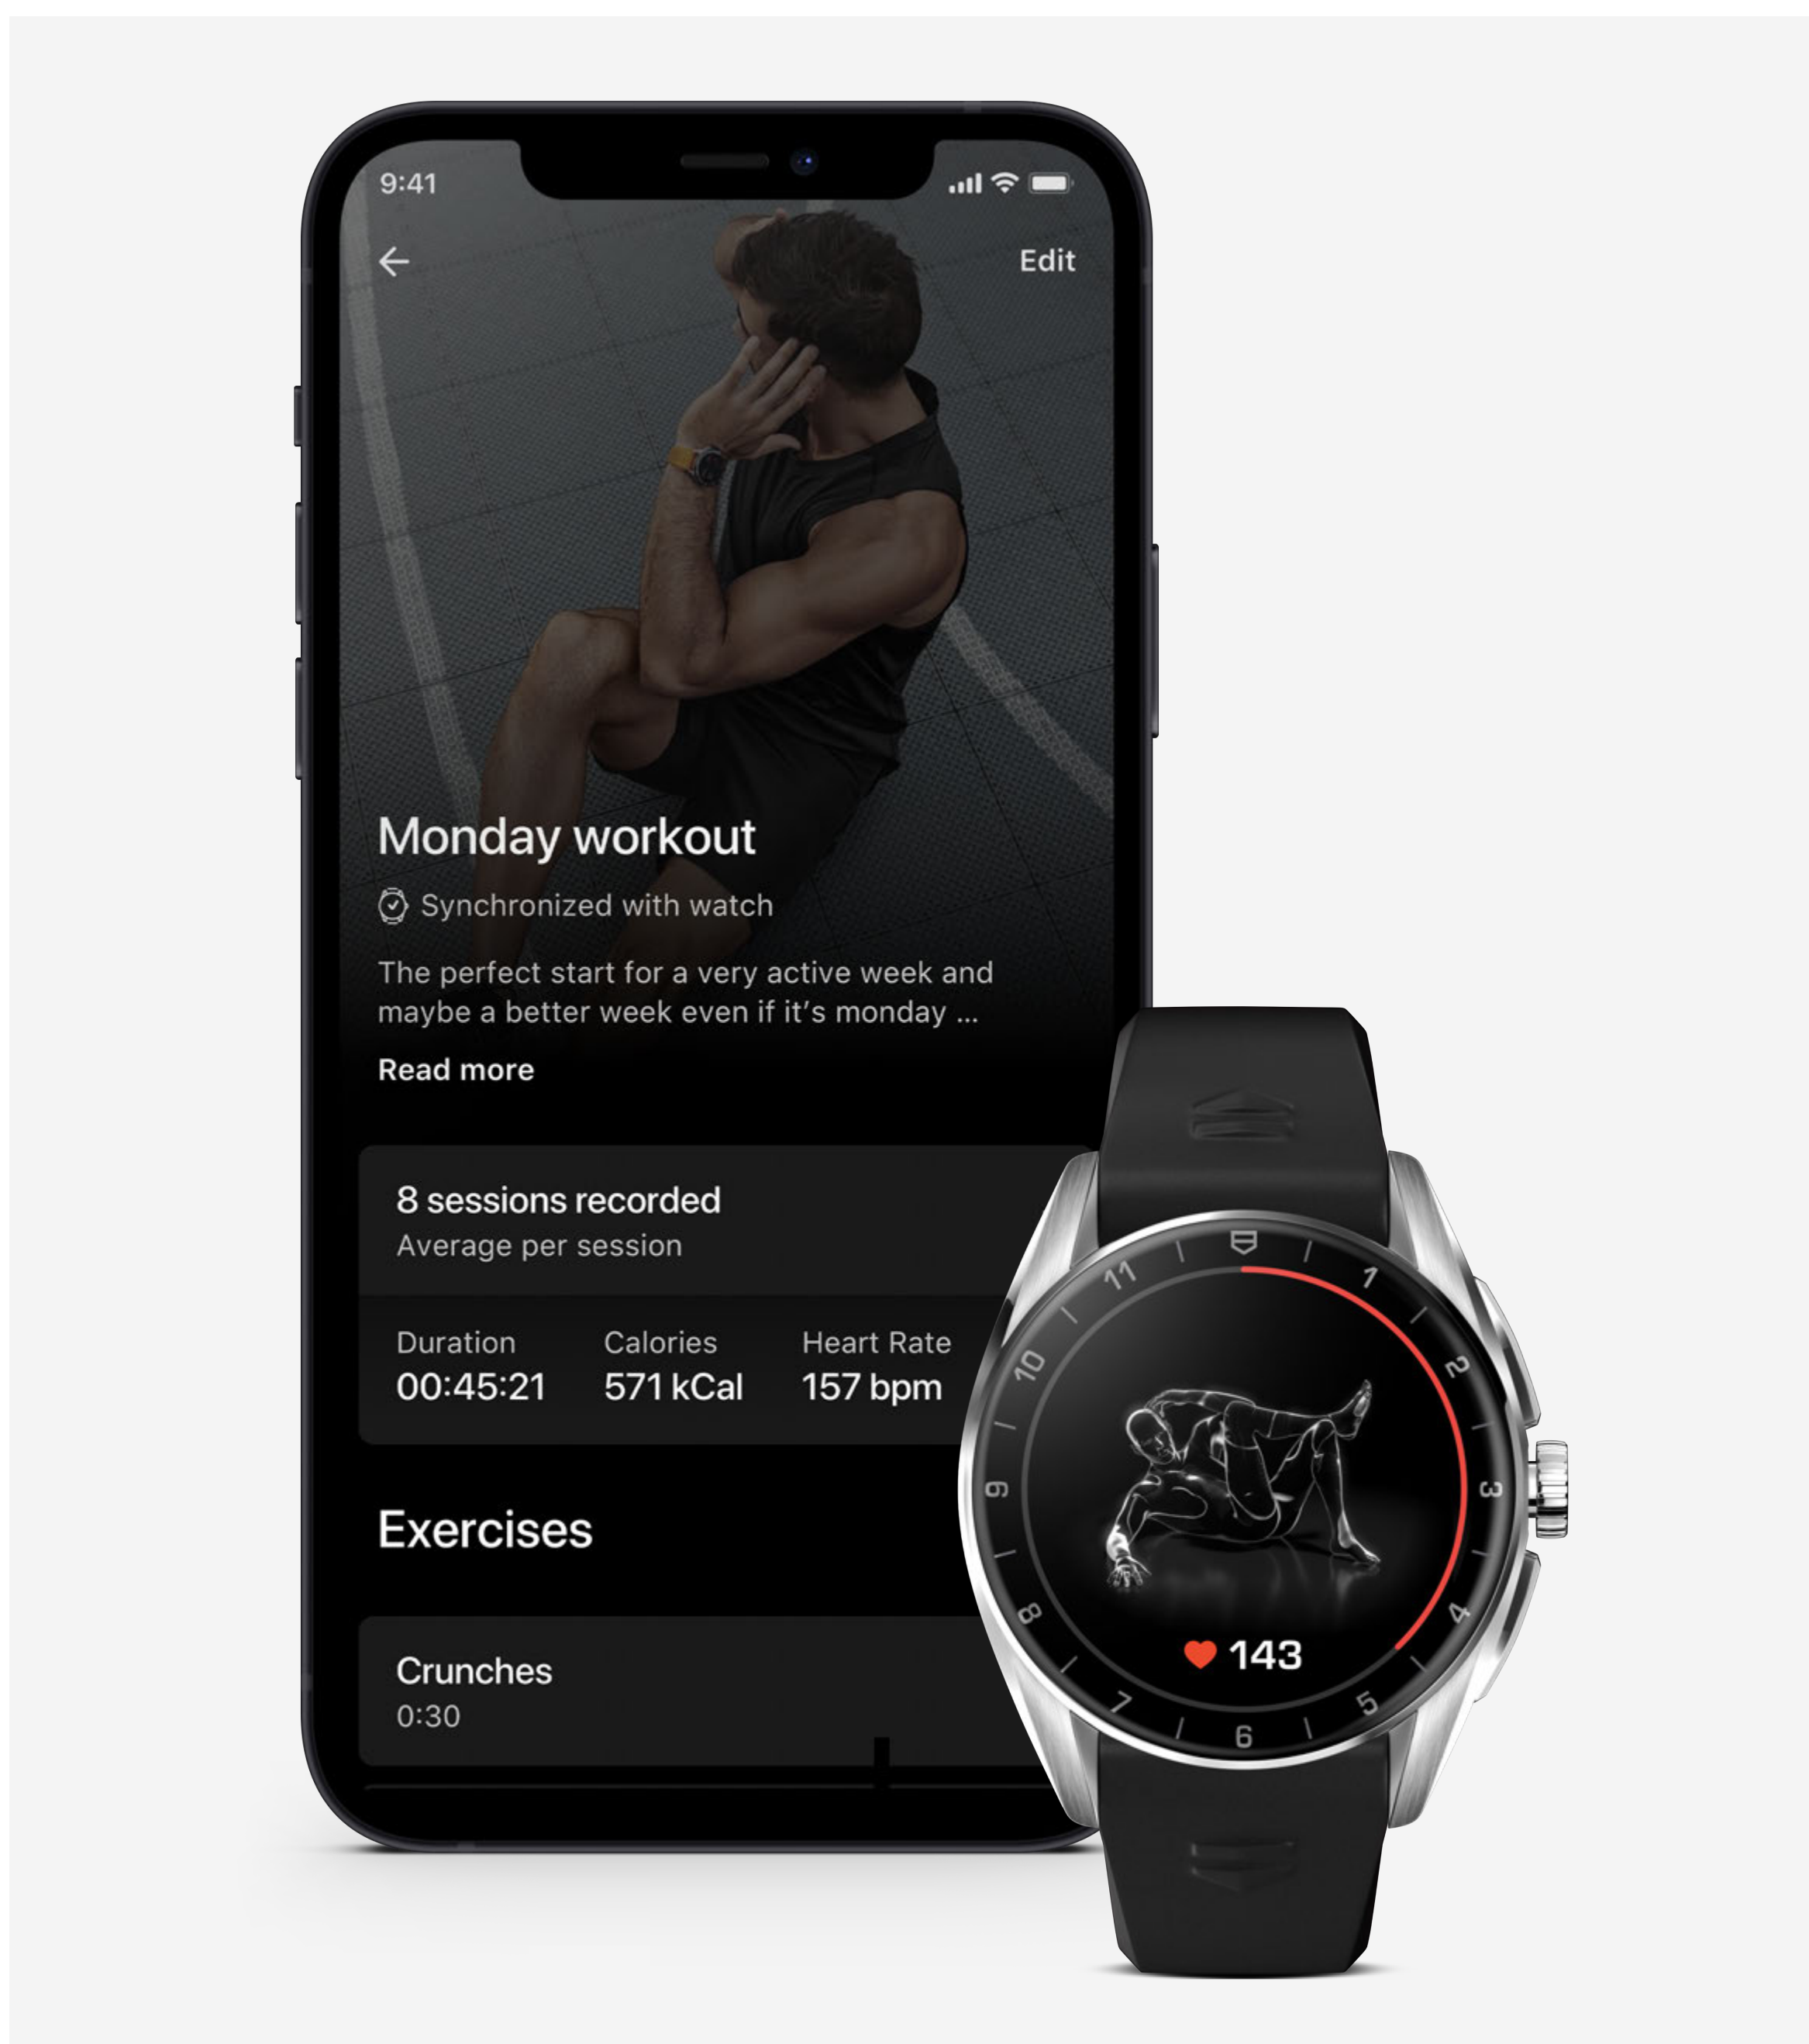 9:41
Edit
Monday workout
Synchronized with watch
The perfect start for a very active week and
maybe a better week even if it’s monday ...
Read more
8 sessions recorded
Average per session
Duration Calories Heart Rate
00:45:21 571 kCal 157 bpm
Exercises
Crunches
0:30
1
2
3
4
5
6
7
8
9
10
11
143